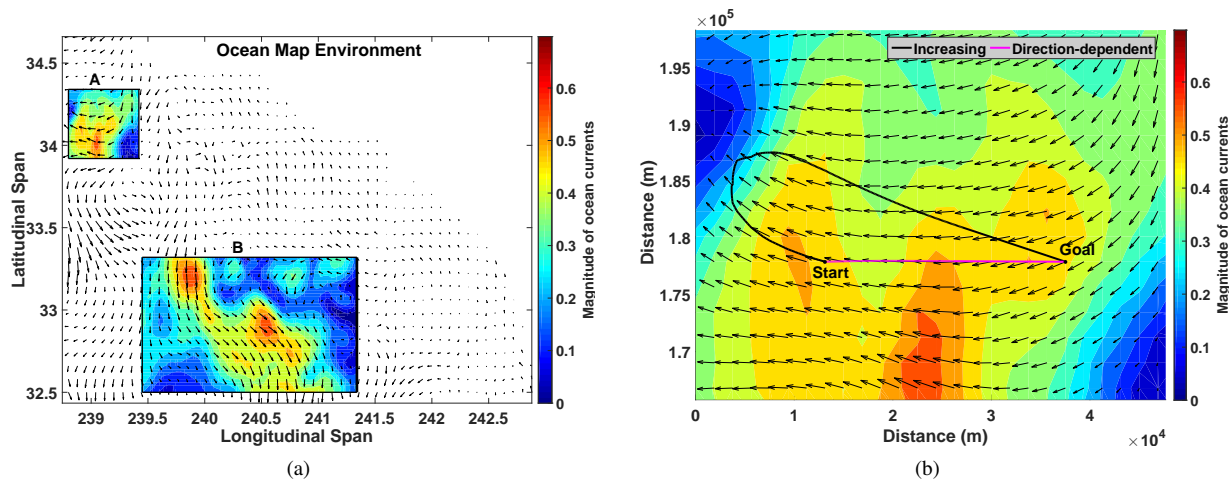 Ocean Map Environment
A
B
34.5
34
33.5
33
32.5
Latitudinal Span
239 239.5 240 240.5 241 241.5 242 242.5
Longitudinal Span
0.6
0.5
0.4
0.3
0.2
0.1
0
Magnitude of ocean currents
(a)
×10⁵
Increasing Direction-dependent
1.95
1.9
1.85
1.8
1.75
1.7
Distance (m)
Start
Goal
0 1 2 3 4
Distance (m)
×10⁴
0.6
0.5
0.4
0.3
0.2
0.1
0
Magnitude of ocean currents
(b)